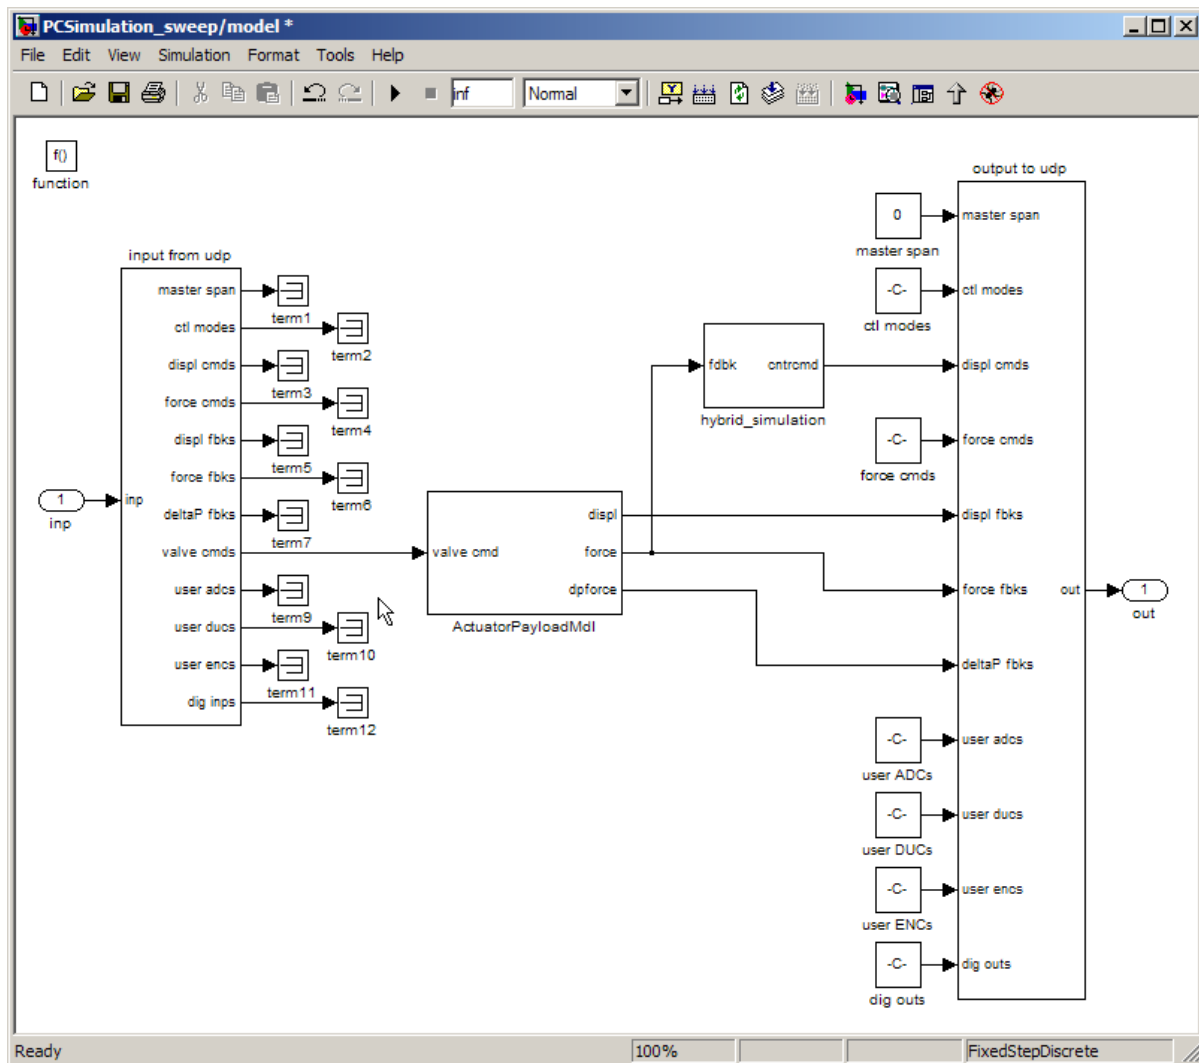 PCSimulation_sweep/model *
File Edit View Simulation Format Tools Help
inf Normal
f()
function
input from udp
master span
ctl modes
displ cmds
force cmds
displ fbks
force fbks
deltaP fbks
valve cmds
user adcs
user ducs
user encs
dig inps
inp
1
inp
term1
term2
term3
term4
term5
term6
term7
term9
term10
term11
term12
valve cmd
displ
force
dpforce
ActuatorPayloadMdl
fdbk cntrcmd
hybrid_simulation
0
master span
-C-
ctl modes
-C-
force cmds
-C-
user ADCs
-C-
user DUCs
-C-
user ENCs
-C-
dig outs
output to udp
master span
ctl modes
displ cmds
force cmds
displ fbks
force fbks
deltaP fbks
user adcs
user ducs
user encs
dig outs
out
1
out
Ready 100% FixedStepDiscrete